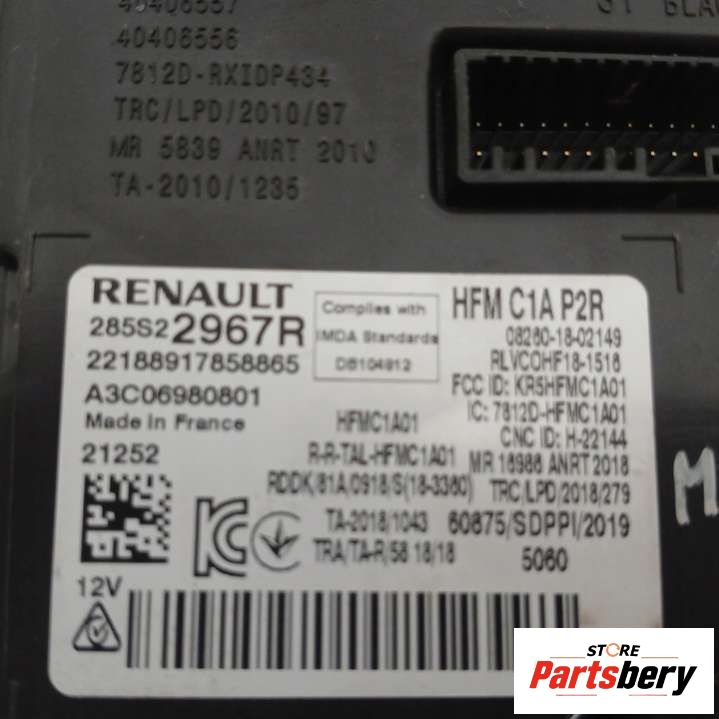 40406556
7812D-RXIDP434
TRC/LPD/2010/97
MR 5839 ANRT 2010
TA-2010/1235
RENAULT
285S22967R
22188917858865
A3C06980801
Made in France
21252
12V
Complies with
IMDA Standards
DB104912
HFM C1A P2R
08260-18-02149
RLVCOHF18-1516
FCC ID: KR5HFMC1A01
IC: 7812D-HFMC1A01
CNC ID: H-22144
MR 16986 ANRT 2018
TRC/LPD/2018/279
60875/SDPPI/2019
5060
HFMC1A01
R-R-TAL-HFMC1A01
RDDK/81A/0918/S(18-3360)
TA-2018/1043
TRA/TA-R/58 18/18
STORE
Partsbery